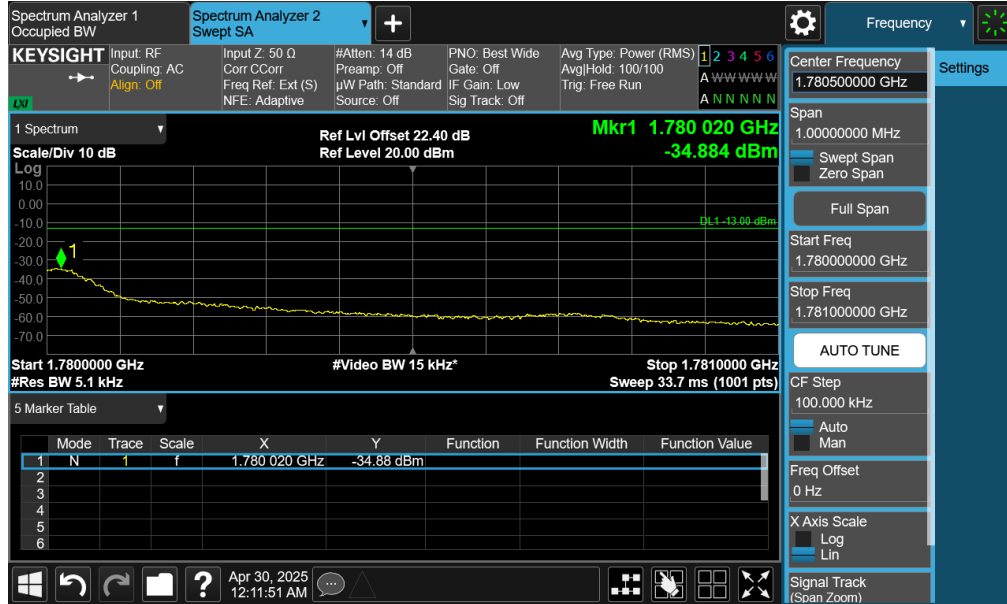 Spectrum Analyzer 1
Occupied BW
Spectrum Analyzer 2
Swept SA
Frequency
KEYSIGHT
LXI
Input: RF
Coupling: AC
Align: Off
Input Z: 50 Ω
Corr CCorr
Freq Ref: Ext (S)
NFE: Adaptive
#Atten: 14 dB
Preamp: Off
µW Path: Standard
Source: Off
PNO: Best Wide
Gate: Off
IF Gain: Low
Sig Track: Off
Avg Type: Power (RMS)
Avg|Hold: 100/100
Trig: Free Run
1 2 3 4 5 6
A W W W W W
A N N N N N
1 Spectrum
Scale/Div 10 dB
Ref Lvl Offset 22.40 dB
Ref Level 20.00 dBm
Mkr1 1.780 020 GHz
-34.884 dBm
Log
10.0
0.00
-10.0
-20.0
-30.0
-40.0
-50.0
-60.0
-70.0
DL1 -13.00 dBm
1
Start 1.7800000 GHz
#Res BW 5.1 kHz
#Video BW 15 kHz*
Stop 1.7810000 GHz
Sweep 33.7 ms (1001 pts)
5 Marker Table
Mode Trace Scale X Y Function Function Width Function Value
1 N 1 f 1.780 020 GHz -34.88 dBm
2
3
4
5
6
Apr 30, 2025
12:11:51 AM
Center Frequency
1.780500000 GHz
Settings
Span
1.00000000 MHz
Swept Span
Zero Span
Full Span
Start Freq
1.780000000 GHz
Stop Freq
1.781000000 GHz
AUTO TUNE
CF Step
100.000 kHz
Auto
Man
Freq Offset
0 Hz
X Axis Scale
Log
Lin
Signal Track
(Span Zoom)